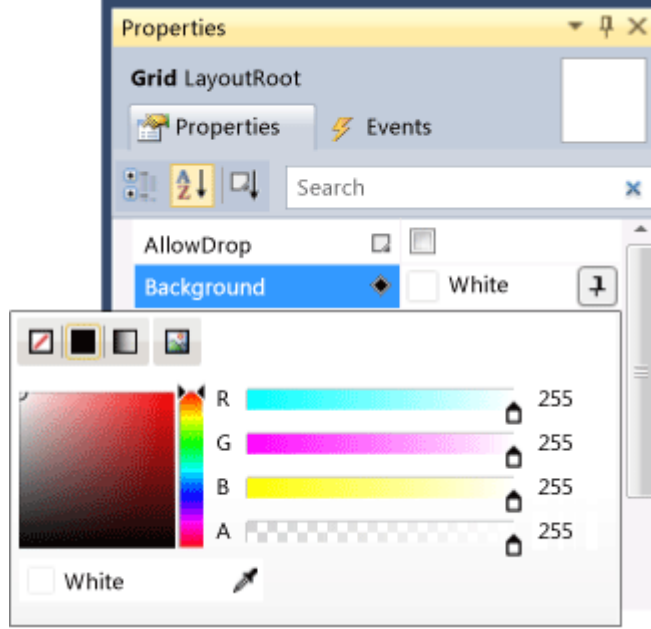 Properties
Grid LayoutRoot
Properties
Events
A
Z
Search
AllowDrop
Background
White
R 255
G 255
B 255
A 255
White